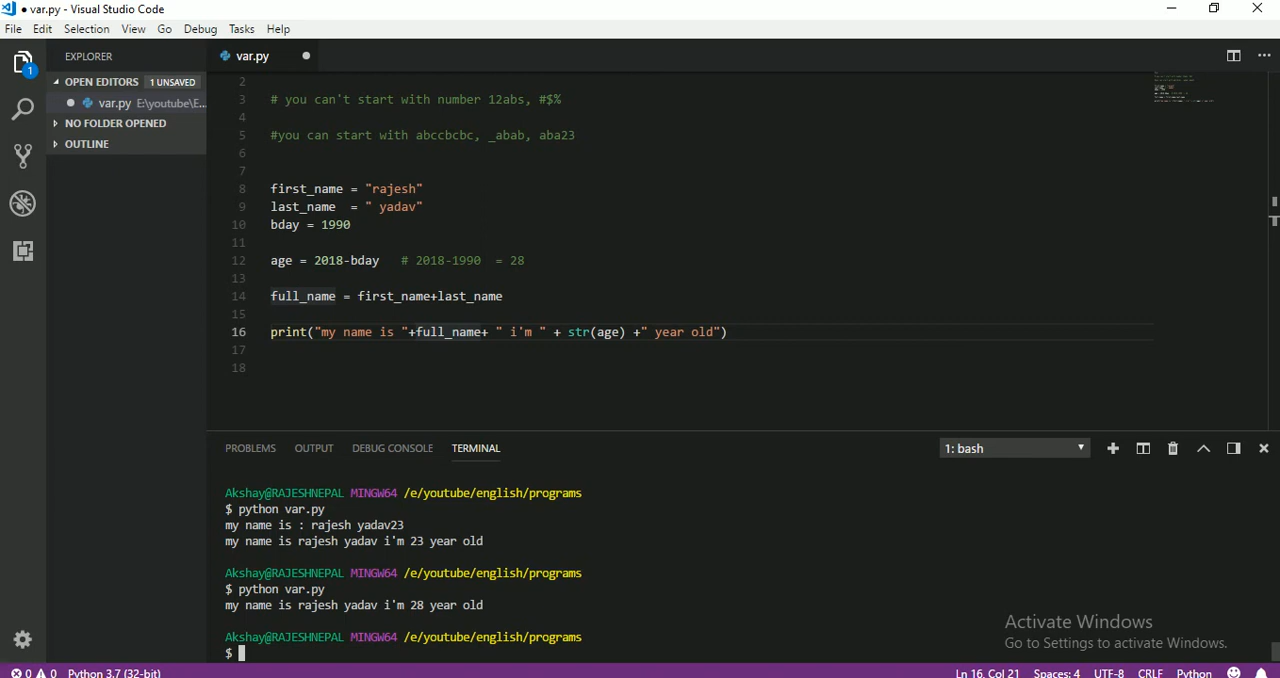 ● var.py - Visual Studio Code
File Edit Selection View Go Debug Tasks Help
EXPLORER
var.py
OPEN EDITORS 1 UNSAVED
var.py E:\youtube\E...
NO FOLDER OPENED
OUTLINE
1
2
3 # you can't start with number 12abs, #$%
4
5 #you can start with abccbcbc, _abab, aba23
6
7
8 first_name = "rajesh"
9 last_name  = " yadav"
10 bday = 1990
11
12 age = 2018-bday   # 2018-1990  = 28
13
14 full_name = first_name+last_name
15
16 print("my name is "+full_name+ " i'm " + str(age) +" year old")
17
18
PROBLEMS OUTPUT DEBUG CONSOLE TERMINAL 1: bash
Akshay@RAJESHNEPAL MINGW64 /e/youtube/english/programs
$ python var.py
my name is : rajesh yadav23
my name is rajesh yadav i'm 23 year old
Akshay@RAJESHNEPAL MINGW64 /e/youtube/english/programs
$ python var.py
my name is rajesh yadav i'm 28 year old
Akshay@RAJESHNEPAL MINGW64 /e/youtube/english/programs
$
Activate Windows
Go to Settings to activate Windows.
0 0 Python 3.7 (32-bit) Ln 16, Col 21 Spaces: 4 UTF-8 CRLF Python